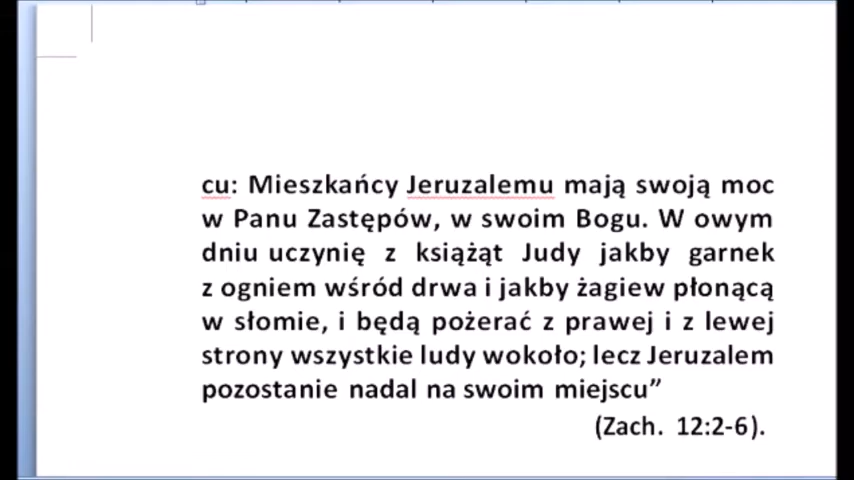 cu: Mieszkańcy Jeruzalemu mają swoją moc
w Panu Zastępów, w swoim Bogu. W owym
dniu uczynię z książąt Judy jakby garnek
z ogniem wśród drwa i jakby żagiew płonącą
w słomie, i będą pożerać z prawej i z lewej
strony wszystkie ludy wokoło; lecz Jeruzalem
pozostanie nadal na swoim miejscu”
(Zach. 12:2-6).